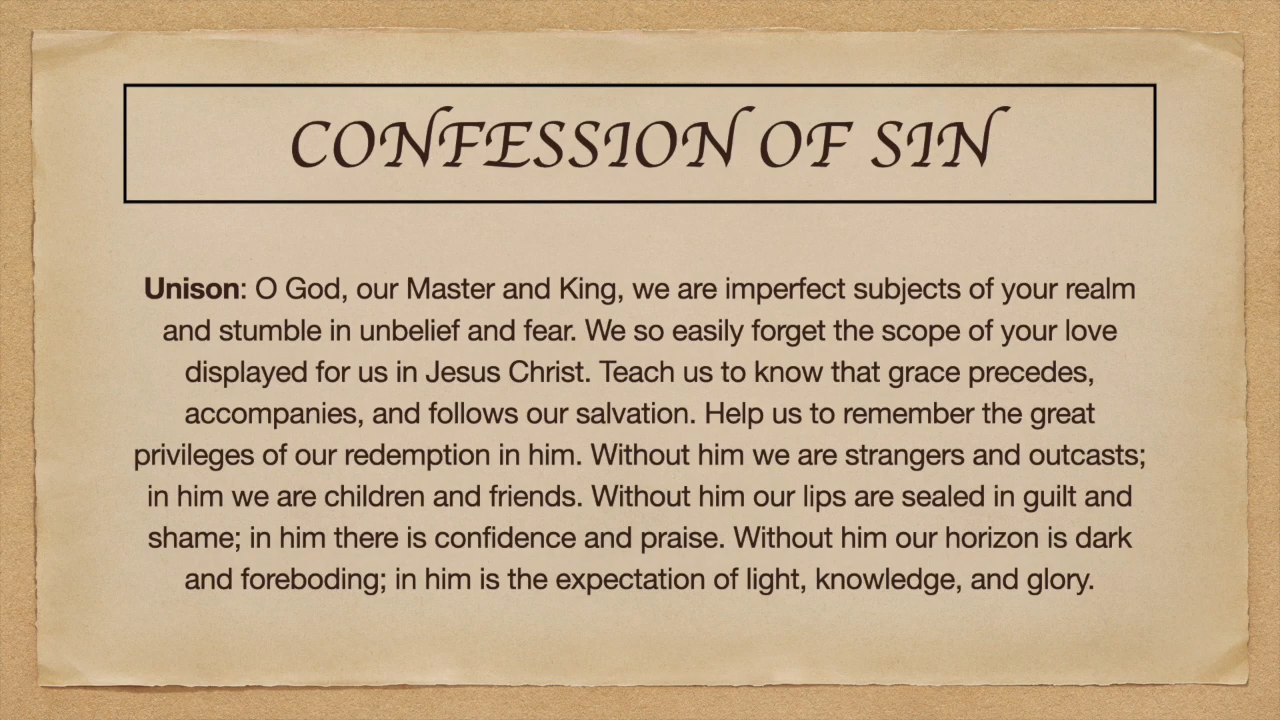 CONFESSION OF SIN
Unison: O God, our Master and King, we are imperfect subjects of your realm
and stumble in unbelief and fear. We so easily forget the scope of your love
displayed for us in Jesus Christ. Teach us to know that grace precedes,
accompanies, and follows our salvation. Help us to remember the great
privileges of our redemption in him. Without him we are strangers and outcasts;
in him we are children and friends. Without him our lips are sealed in guilt and
shame; in him there is confidence and praise. Without him our horizon is dark
and foreboding; in him is the expectation of light, knowledge, and glory.